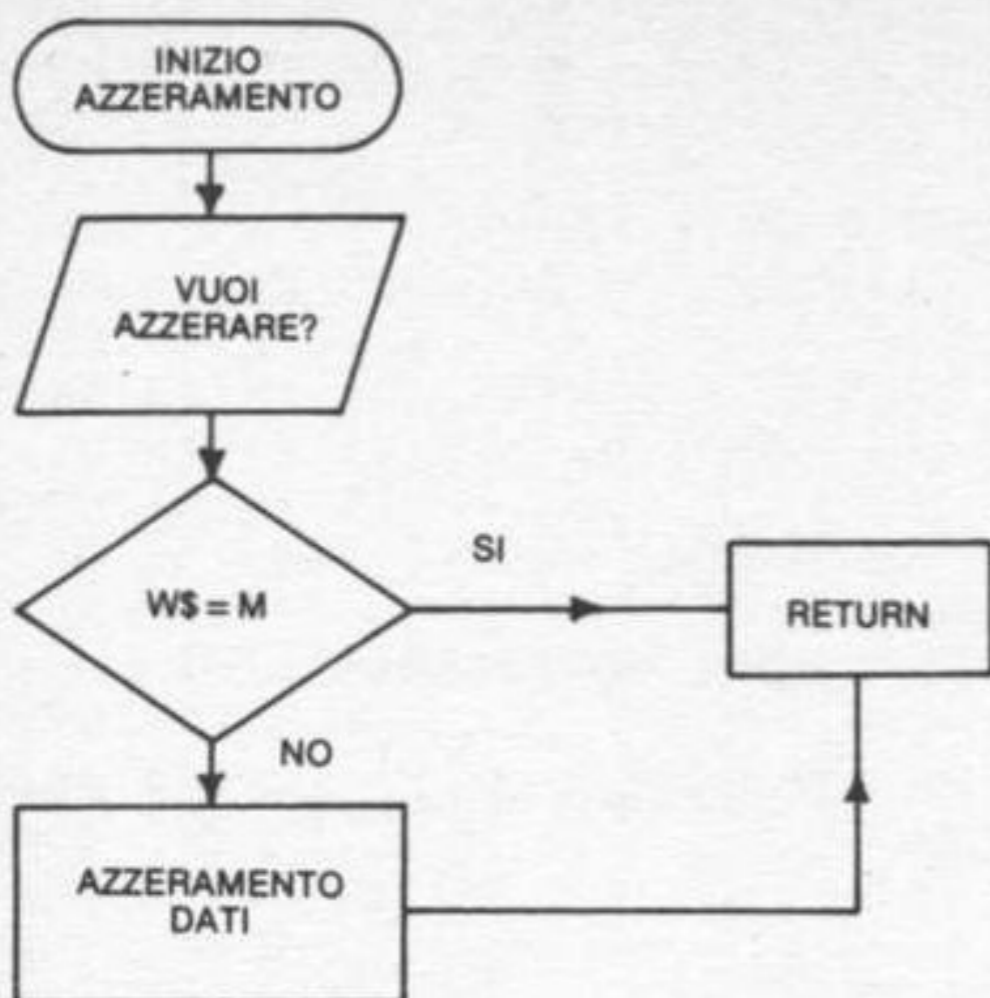 INIZIO
AZZERAMENTO
VUOI
AZZERARE?
W$ = M
SI
RETURN
NO
AZZERAMENTO
DATI